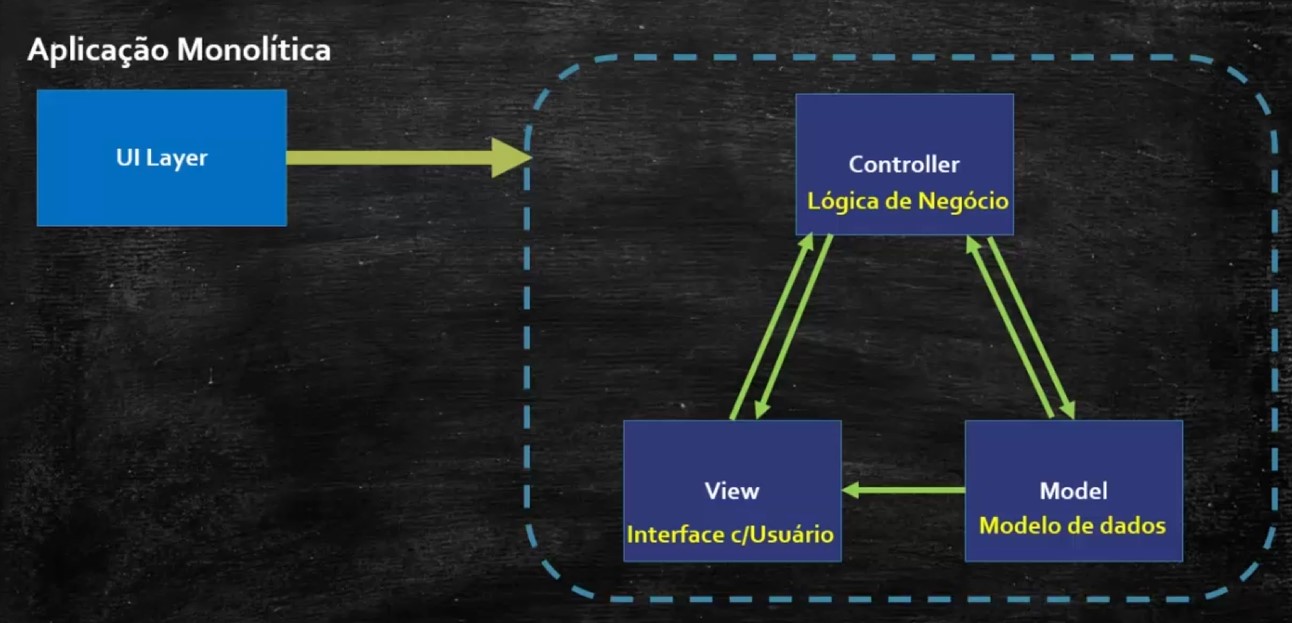 Aplicação Monolítica
UI Layer
Controller
Lógica de Negócio
View
Interface c/Usuário
Model
Modelo de dados